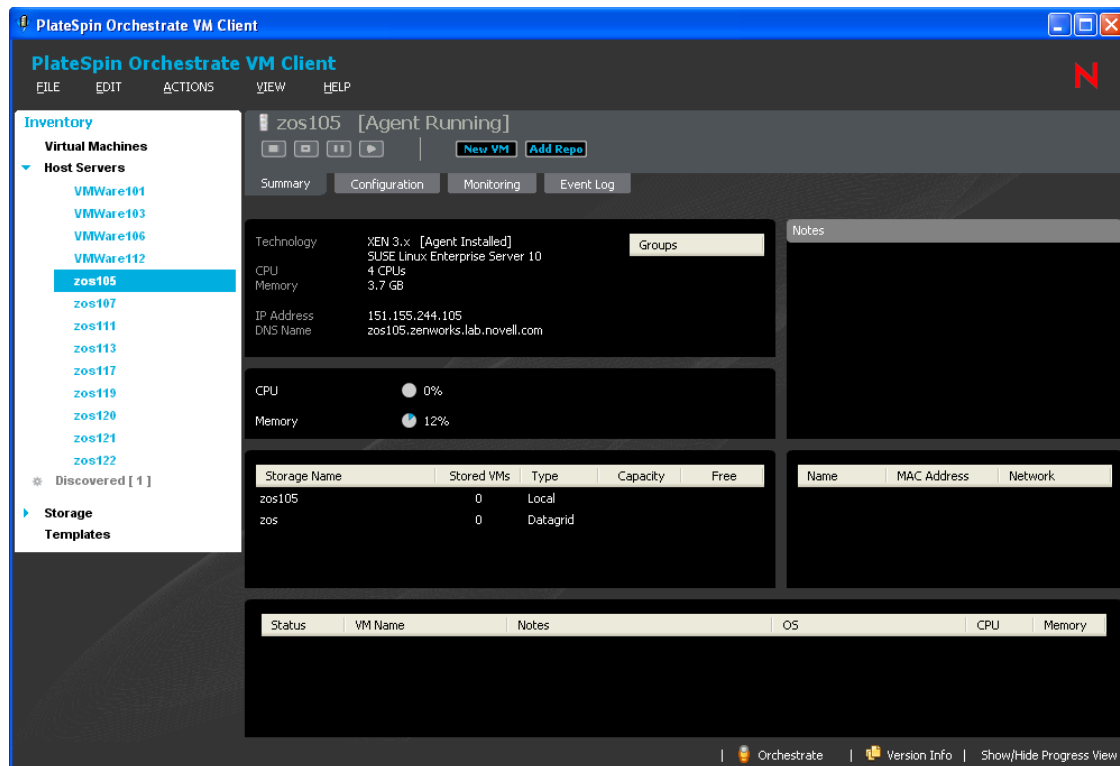 PlateSpin Orchestrate VM Client
PlateSpin Orchestrate VM Client
FILE EDIT ACTIONS VIEW HELP
N
Inventory
Virtual Machines
Host Servers
VMWare101
VMWare103
VMWare106
VMWare112
zos105
zos107
zos111
zos113
zos117
zos119
zos120
zos121
zos122
Discovered [ 1 ]
Storage
Templates
zos105 [Agent Running]
New VM Add Repo
Summary Configuration Monitoring Event Log
Technology XEN 3.x [Agent Installed]
SUSE Linux Enterprise Server 10
CPU 4 CPUs
Memory 3.7 GB
IP Address 151.155.244.105
DNS Name zos105.zenworks.lab.novell.com
Groups
Notes
CPU 0%
Memory 12%
Storage Name Stored VMs Type Capacity Free
zos105 0 Local
zos 0 Datagrid
Name MAC Address Network
Status VM Name Notes OS CPU Memory
| Orchestrate | Version Info | Show/Hide Progress View